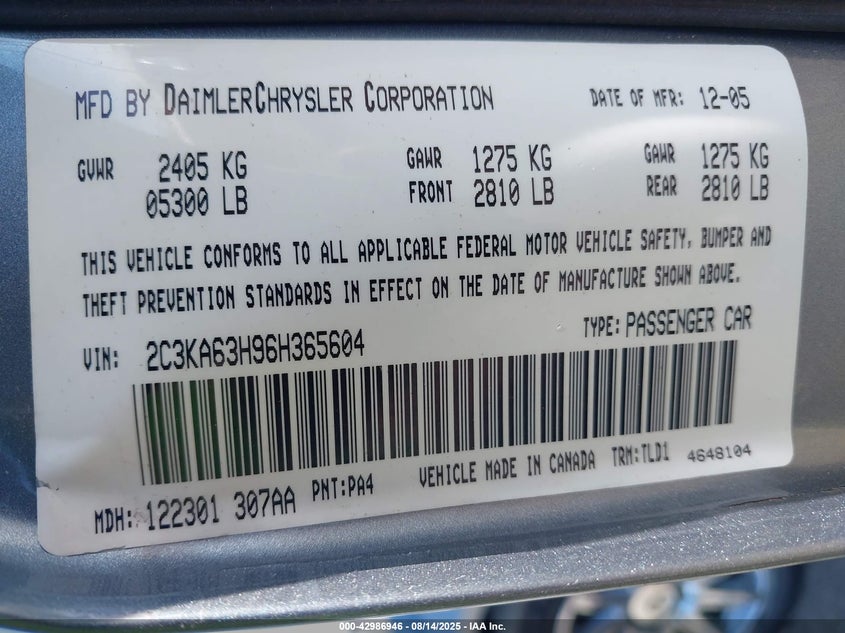 MFD BY DAIMLERCHRYSLER CORPORATION DATE OF MFR: 12-05
GVWR 2405 KG GAWR 1275 KG GAWR 1275 KG
05300 LB FRONT 2810 LB REAR 2810 LB
THIS VEHICLE CONFORMS TO ALL APPLICABLE FEDERAL MOTOR VEHICLE SAFETY, BUMPER AND
THEFT PREVENTION STANDARDS IN EFFECT ON THE DATE OF MANUFACTURE SHOWN ABOVE.
VIN: 2C3KA63H96H365604 TYPE: PASSENGER CAR
MDH: 122301 307AA PNT:PA4 VEHICLE MADE IN CANADA TRM:TLD1 4648104
000-42986946 - 08/14/2025 - IAA Inc.